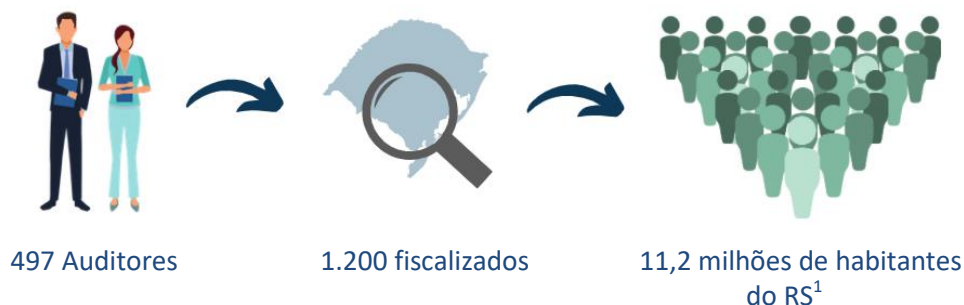 497 Auditores
1.200 fiscalizados
11,2 milhões de habitantes
do RS¹